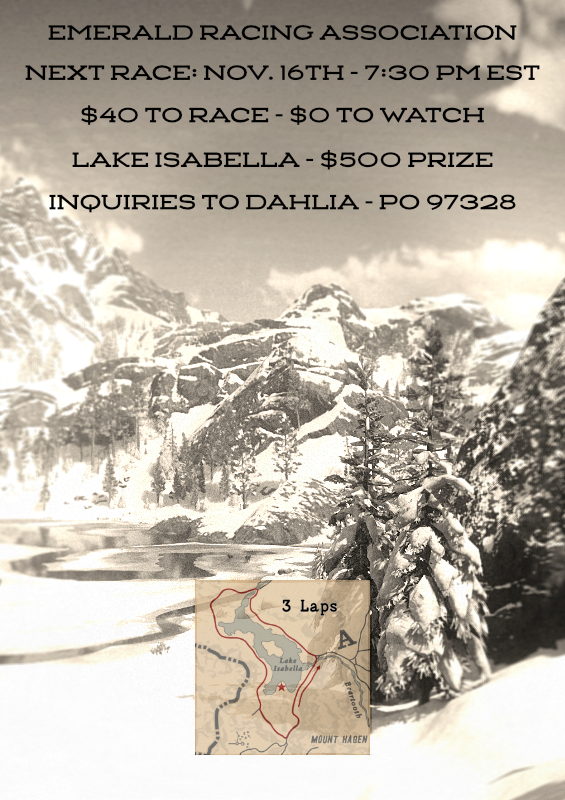 EMERALD RACING ASSOCIATION
NEXT RACE: NOV. 16TH - 7:30 PM EST
$40 TO RACE - $0 TO WATCH
LAKE ISABELLA - $500 PRIZE
INQUIRIES TO DAHLIA - PO 97328
3 Laps
A
Lake
Isabella
Beartooth
MOUNT HAGEN